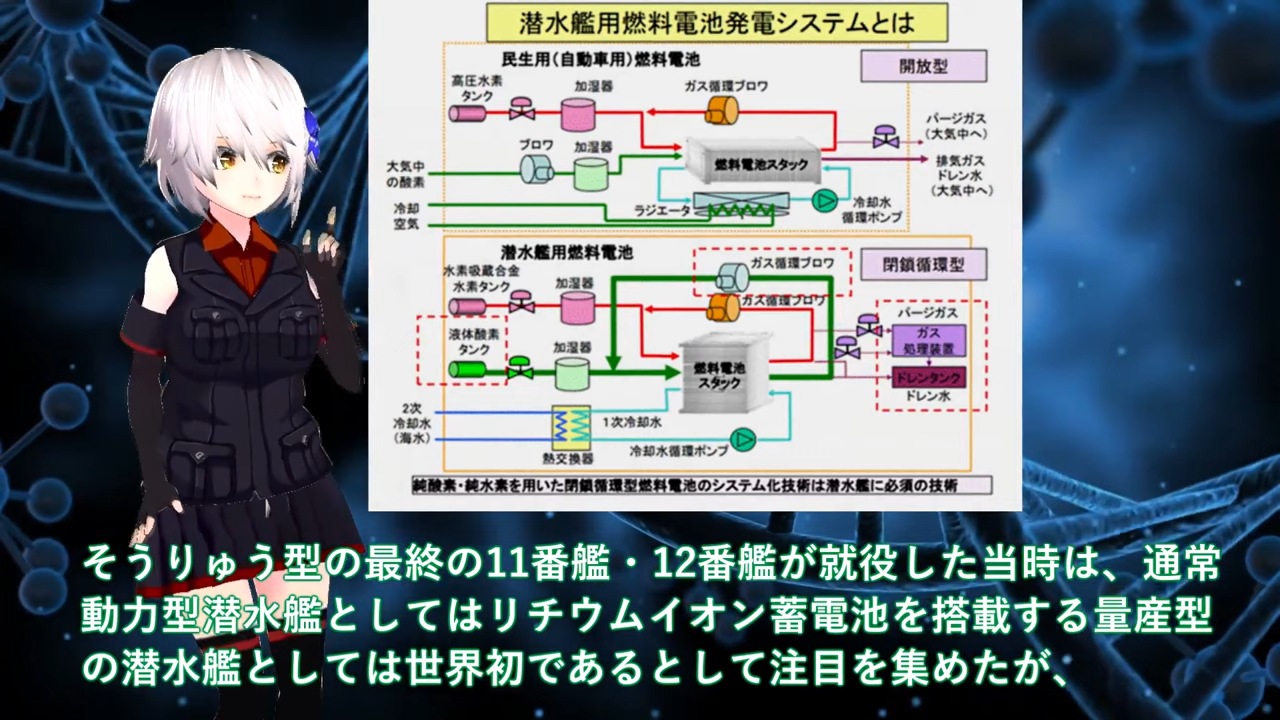 潜水艦用燃料電池発電システムとは
民生用(自動車用)燃料電池
開放型
高圧水素
タンク
加湿器
ガス循環ブロワ
パージガス
(大気中へ)
ブロワ
加湿器
大気中
の酸素
燃料電池スタック
排気ガス
ドレン水
(大気中へ)
冷却
空気
ラジエータ
冷却水
循環ポンプ
潜水艦用燃料電池
閉鎖循環型
水素吸蔵合金
水素タンク
加湿器
ガス循環ブロワ
ガス循環ブロワ
パージガス
ガス
処理装置
液体酸素
タンク
加湿器
燃料電池
スタック
ドレンタンク
ドレン水
2次
冷却水
(海水)
1次冷却水
熱交換器
冷却水循環ポンプ
純酸素・純水素を用いた閉鎖循環型燃料電池のシステム化技術は潜水艦に必須の技術
そうりゅう型の最終の11番艦・12番艦が就役した当時は、通常
動力型潜水艦としてはリチウムイオン蓄電池を搭載する量産型
の潜水艦としては世界初であるとして注目を集めたが、